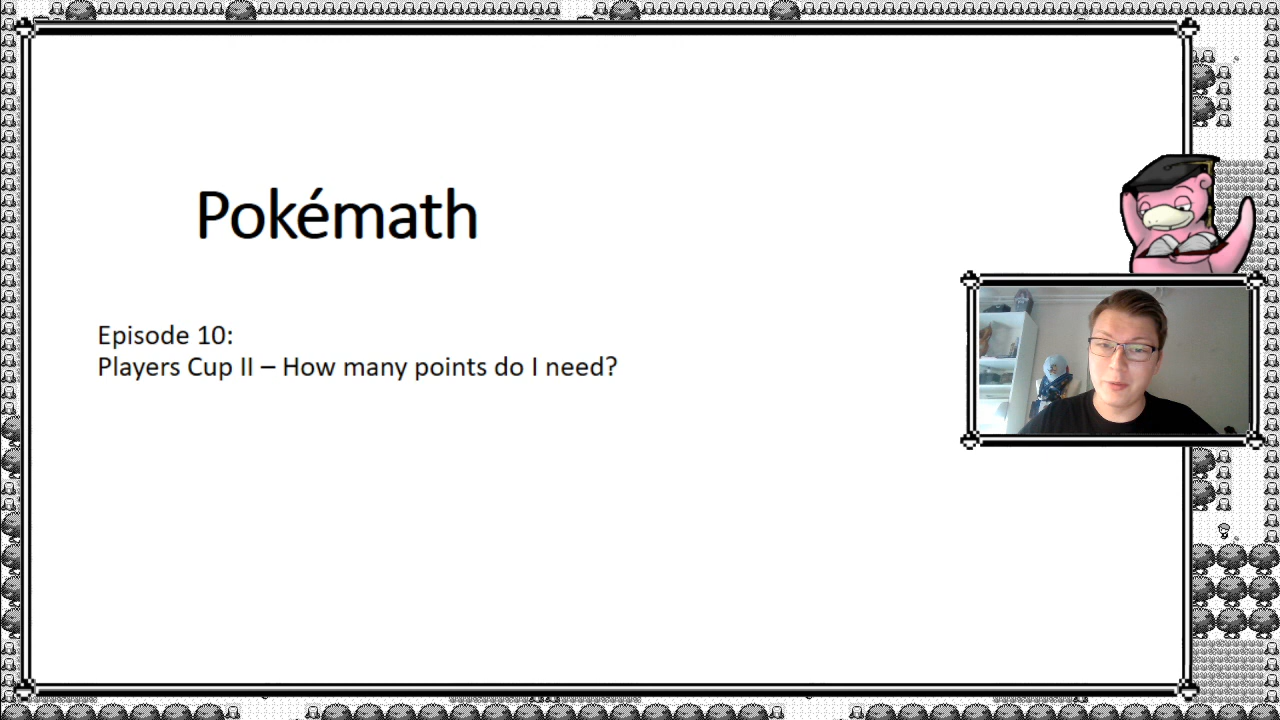 Pokémath
Episode 10:
Players Cup II – How many points do I need?